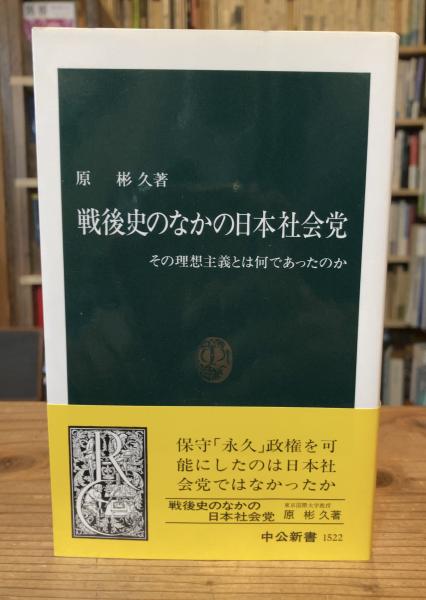 原　彬久著
戦後史のなかの日本社会党
その理想主義とは何であったのか
保守「永久」政権を可
能にしたのは日本社
会党ではなかったか
戦後史のなかの
日本社会党
東京国際大学教授
原　彬久著
中公新書 1522